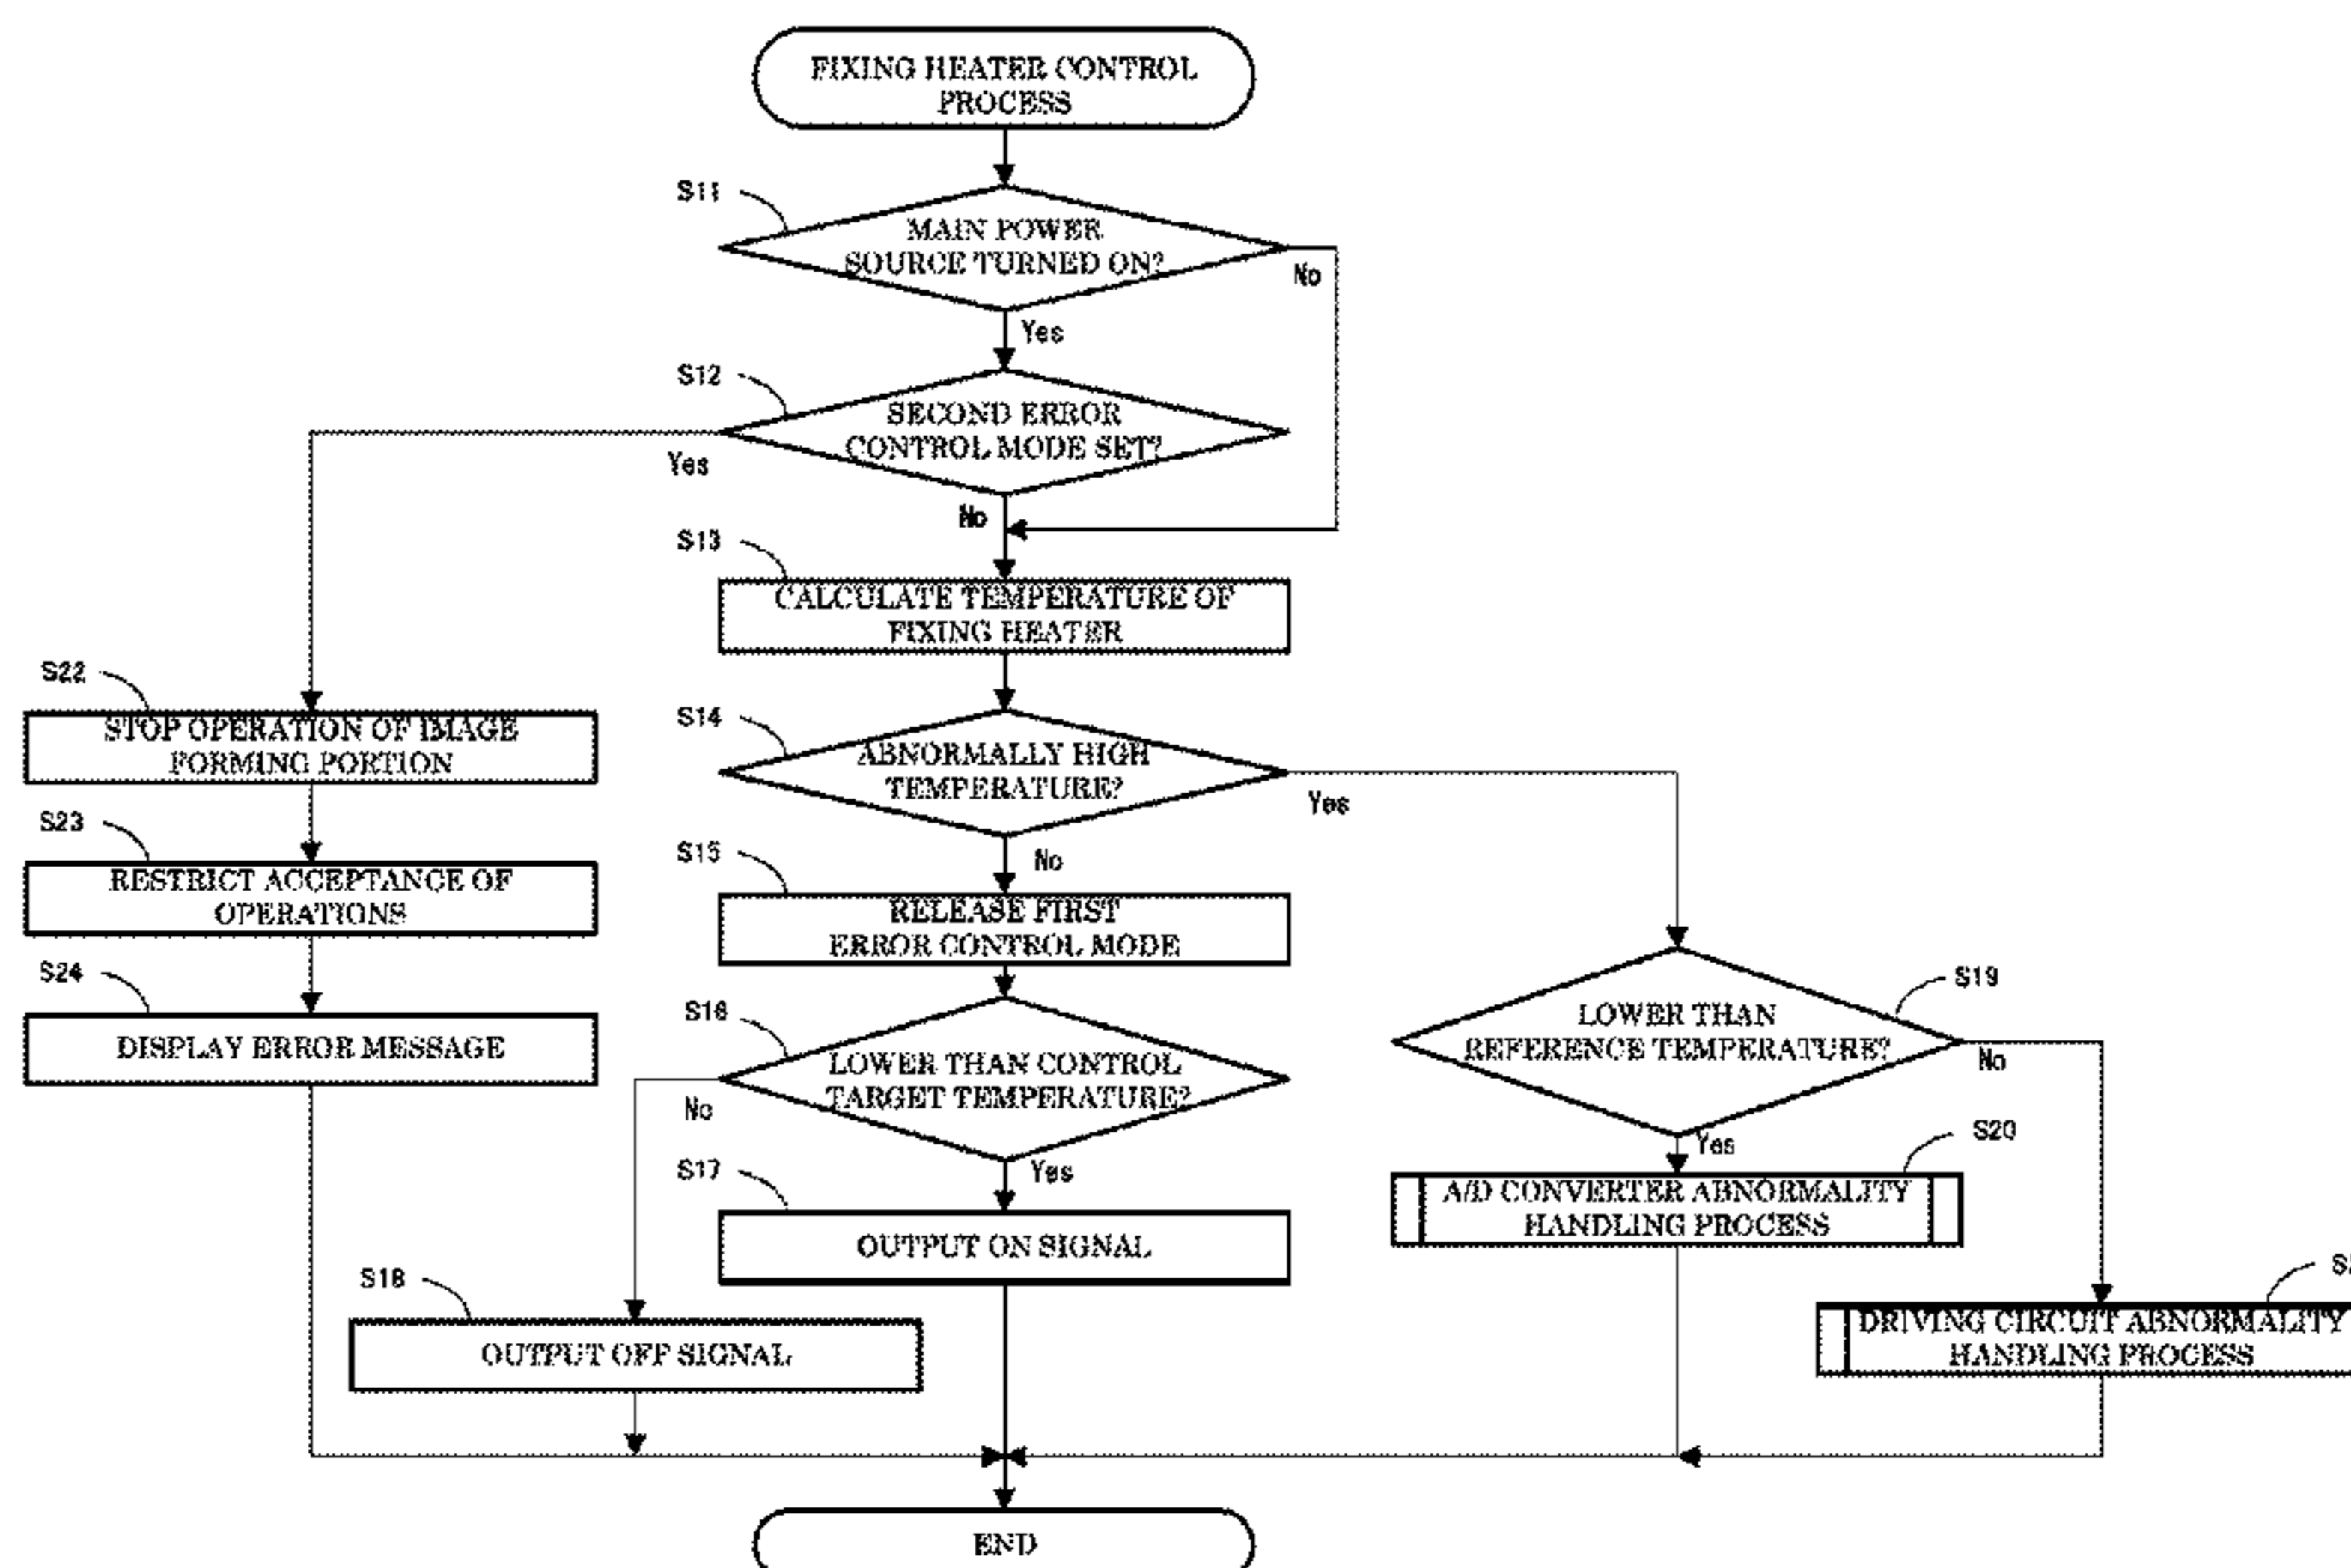 FIXING HEATER CONTROL
PROCESS
S11
MAIN POWER
SOURCE TURNED ON?
No
Yes
S12
SECOND ERROR
CONTROL MODE SET?
Yes
No
S13
CALCULATE TEMPERATURE OF
FIXING HEATER
S22
STOP OPERATION OF IMAGE
FORMING PORTION
S14
ABNORMALLY HIGH
TEMPERATURE?
Yes
No
S23
RESTRICT ACCEPTANCE OF
OPERATIONS
S15
RELEASE FIRST
ERROR CONTROL MODE
S24
DISPLAY ERROR MESSAGE
S16
LOWER THAN CONTROL
TARGET TEMPERATURE?
No
Yes
S19
LOWER THAN
REFERENCE TEMPERATURE?
No
Yes
S17
OUTPUT ON SIGNAL
S20
A/D CONVERTER ABNORMALITY
HANDLING PROCESS
S18
OUTPUT OFF SIGNAL
DRIVING CIRCUIT ABNORMALITY
HANDLING PROCESS
END